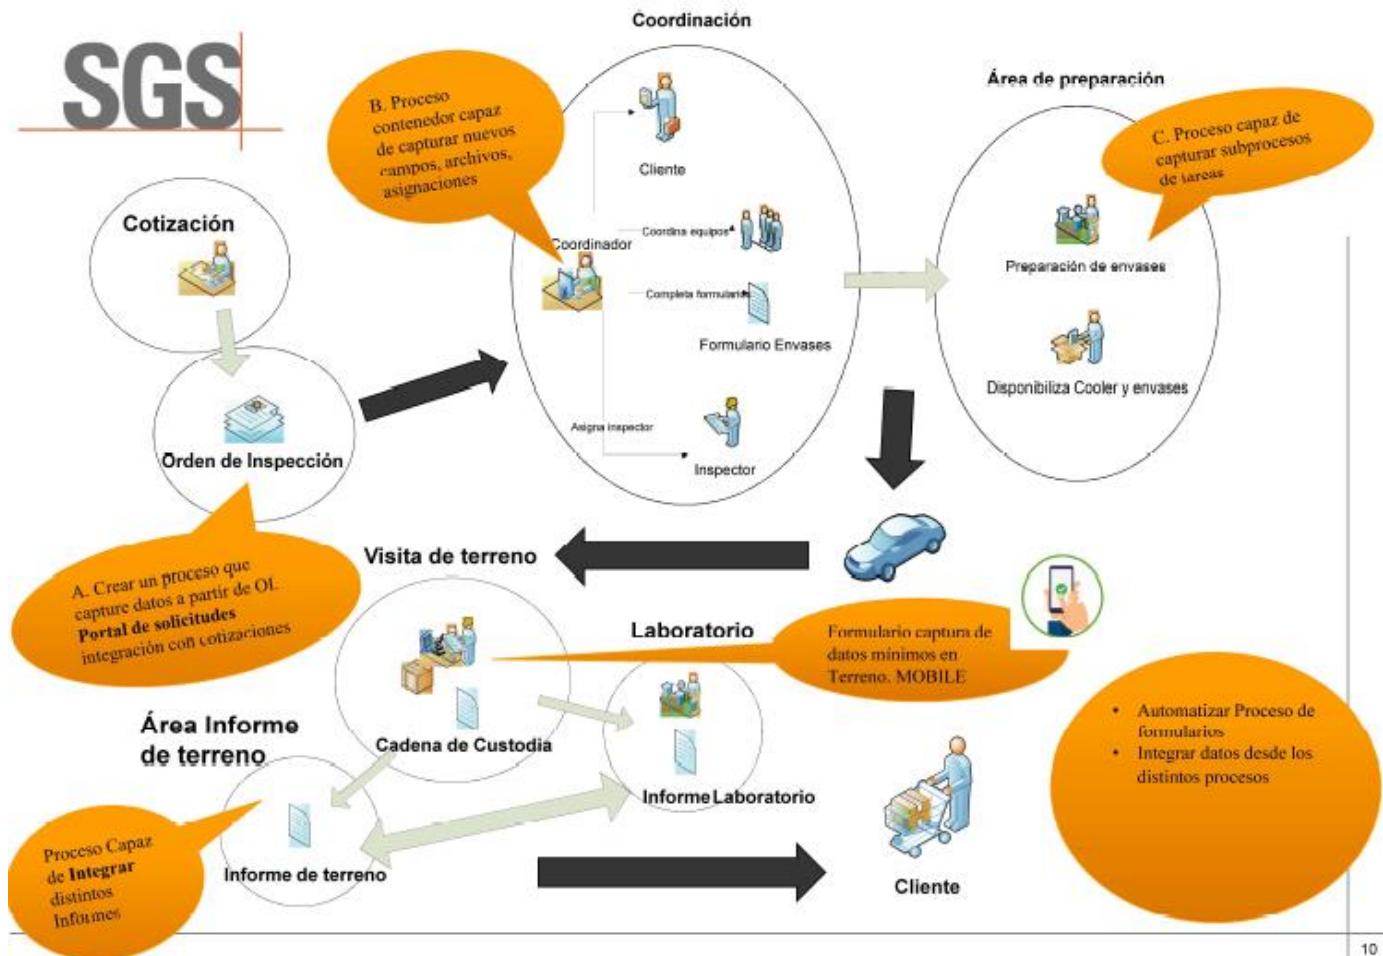 Coordinación
SGS
Área de preparación
B. Proceso
contenedor capaz
de capturar nuevos
campos, archivos,
asignaciones
C. Proceso capaz de
capturar subprocesos
de tareas
Cliente
Cotización
Coordinador
Coordina equipos
Preparación de envases
Completa formularios
Formulario Envases
Disponibiliza Cooler y envases
Asigna inspector
Orden de Inspección
Inspector
Visita de terreno
A. Crear un proceso que
capture datos a partir de OI.
Portal de solicitudes
integración con cotizaciones
Laboratorio
Formulario captura de
datos mínimos en
Terreno. MOBILE
Área Informe
de terreno
Cadena de Custodia
• Automatizar Proceso de
formularios
• Integrar datos desde los
distintos procesos
Informe Laboratorio
Proceso Capaz
de Integrar
distintos
Informes
Informe de terreno
Cliente
10